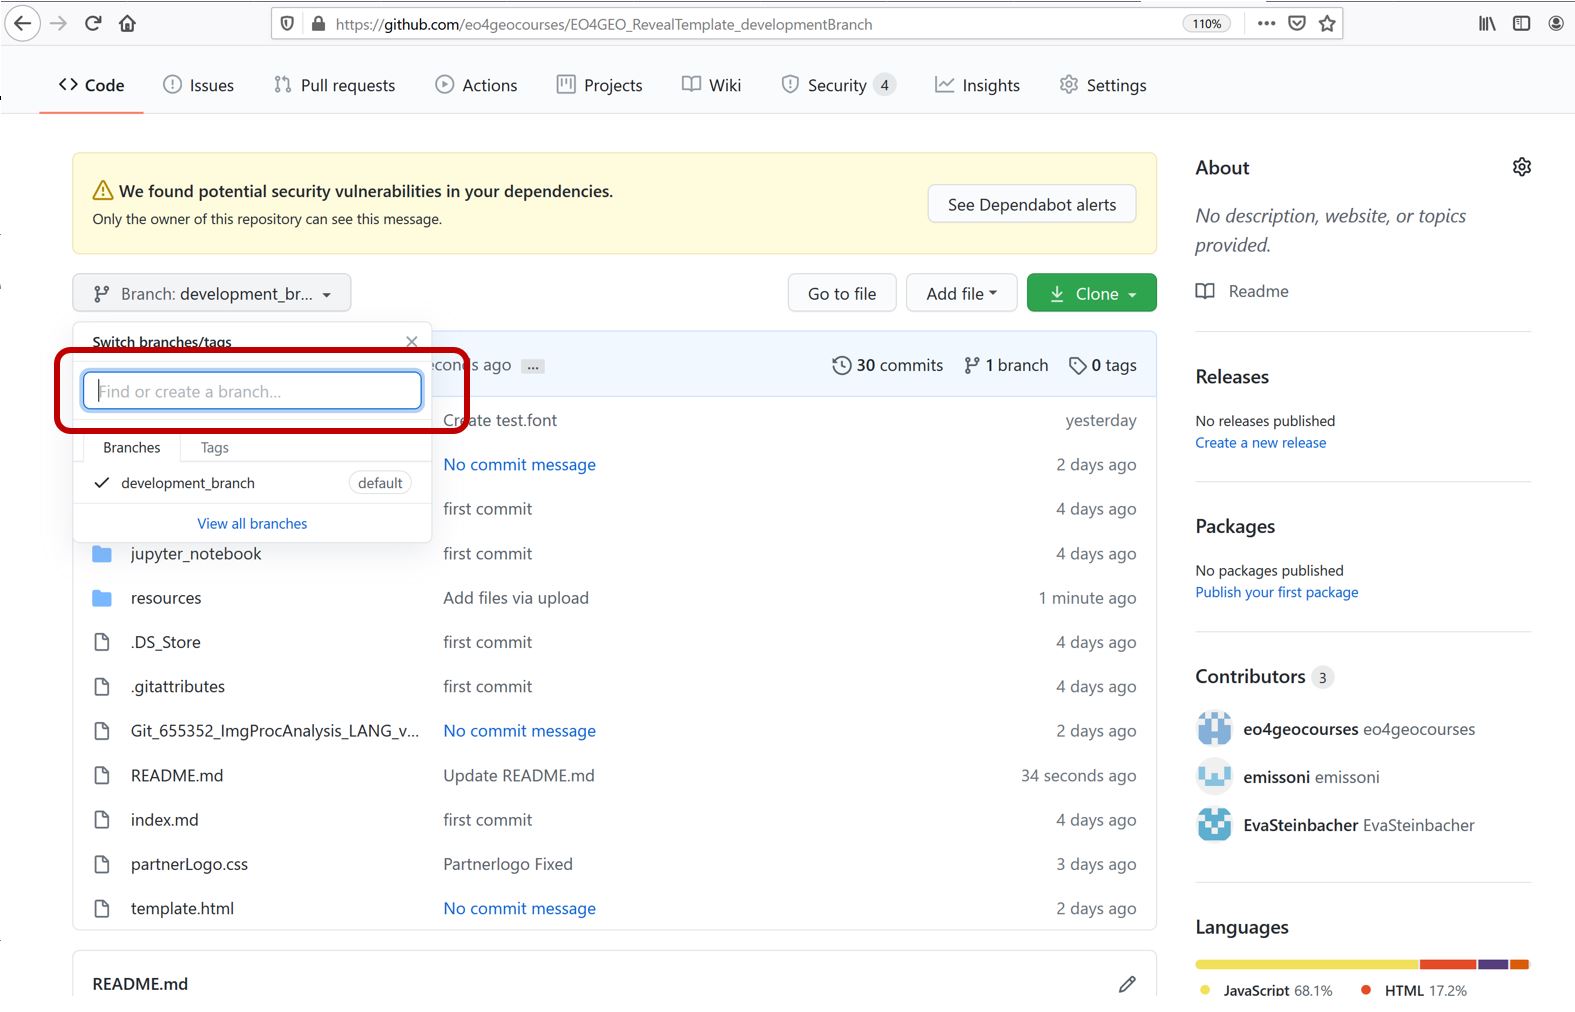 https://github.com/eo4geocourses/EO4GEO_RevealTemplate_developmentBranch
110%
Code
Issues
Pull requests
Actions
Projects
Wiki
Security 4
Insights
Settings
We found potential security vulnerabilities in your dependencies.
Only the owner of this repository can see this message.
See Dependabot alerts
Branch: development_br...
Go to file
Add file
Clone
Switch branches/tags
Find or create a branch...
Branches
Tags
development_branch
default
View all branches
econds ago ...
30 commits
1 branch
0 tags
Create test.font yesterday
No commit message 2 days ago
first commit 4 days ago
jupyter_notebook first commit 4 days ago
resources Add files via upload 1 minute ago
.DS_Store first commit 4 days ago
.gitattributes first commit 4 days ago
Git_655352_ImgProcAnalysis_LANG_v... No commit message 2 days ago
README.md Update README.md 34 seconds ago
index.md first commit 4 days ago
partnerLogo.css Partnerlogo Fixed 3 days ago
template.html No commit message 2 days ago
README.md
About
No description, website, or topics
provided.
Readme
Releases
No releases published
Create a new release
Packages
No packages published
Publish your first package
Contributors 3
eo4geocourses eo4geocourses
emissoni emissoni
EvaSteinbacher EvaSteinbacher
Languages
JavaScript 68.1%
HTML 17.2%